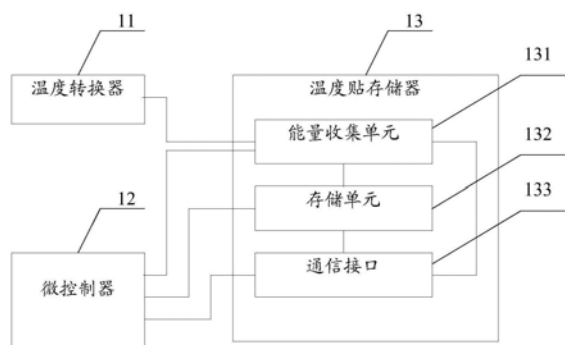 11
13
温度转换器
温度贴存储器
131
能量收集单元
132
存储单元
133
12
通信接口
微控制器